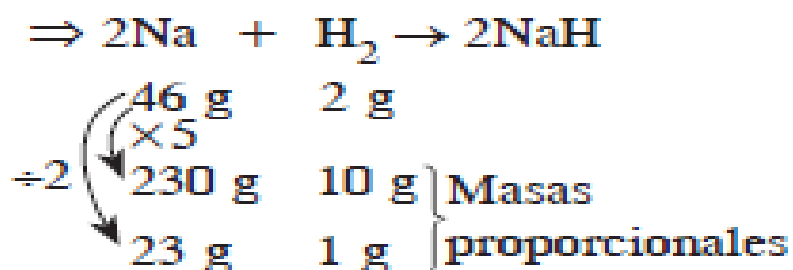 ⇒ 2Na + H₂ → 2NaH
46 g 2 g
×5
÷2 230 g 10 g Masas
23 g 1 g proporcionales